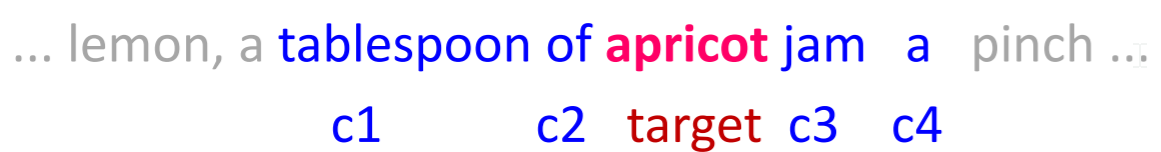 ... lemon, a tablespoon of apricot jam a pinch ...
c1 c2 target c3 c4